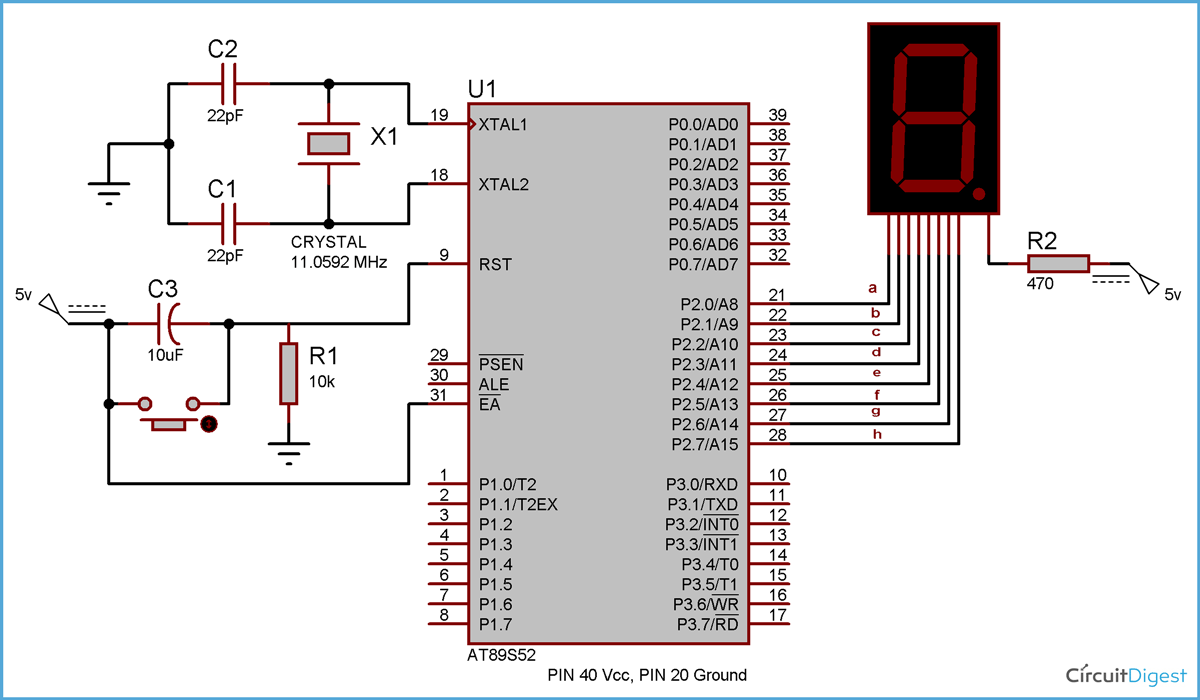 C2
22pF
X1
C1
22pF
CRYSTAL
11.0592 MHz
5v
C3
10uF
R1
10k
U1
19 XTAL1
18 XTAL2
9 RST
29 PSEN
30 ALE
31 EA
1 P1.0/T2
2 P1.1/T2EX
3 P1.2
4 P1.3
5 P1.4
6 P1.5
7 P1.6
8 P1.7
P0.0/AD0 39
P0.1/AD1 38
P0.2/AD2 37
P0.3/AD3 36
P0.4/AD4 35
P0.5/AD5 34
P0.6/AD6 33
P0.7/AD7 32
P2.0/A8 21 a
P2.1/A9 22 b
P2.2/A10 23 c
P2.3/A11 24 d
P2.4/A12 25 e
P2.5/A13 26 f
P2.6/A14 27 g
P2.7/A15 28 h
P3.0/RXD 10
P3.1/TXD 11
P3.2/INT0 12
P3.3/INT1 13
P3.4/T0 14
P3.5/T1 15
P3.6/WR 16
P3.7/RD 17
R2
470
5v
AT89S52
PIN 40 Vcc, PIN 20 Ground
CircuitDigest